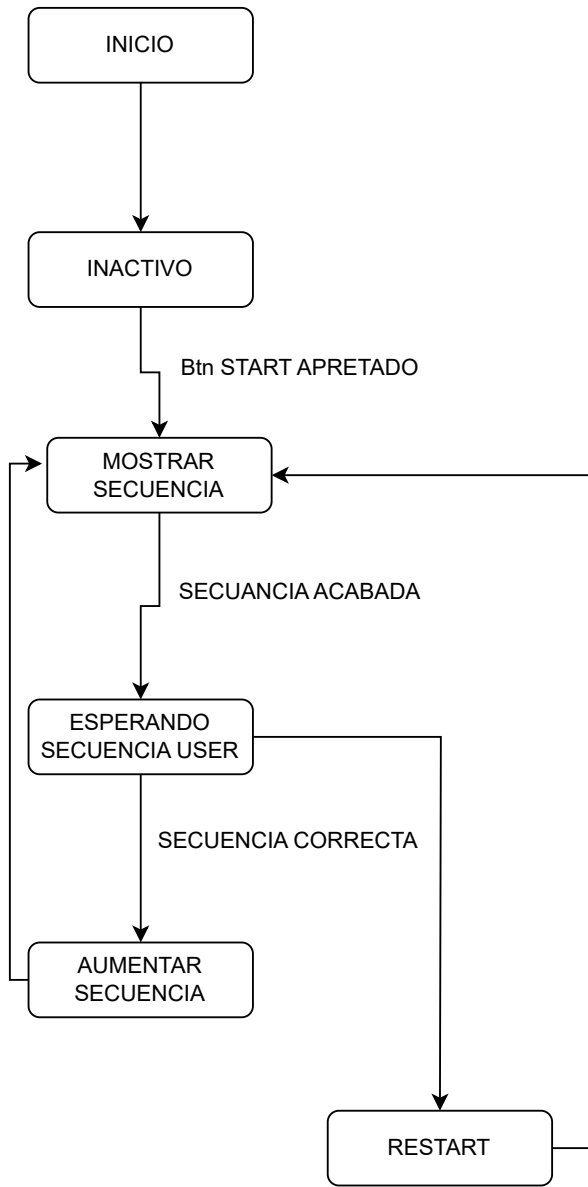 INICIO
INACTIVO
Btn START APRETADO
MOSTRAR
SECUENCIA
SECUANCIA ACABADA
ESPERANDO
SECUENCIA USER
SECUENCIA CORRECTA
AUMENTAR
SECUENCIA
RESTART